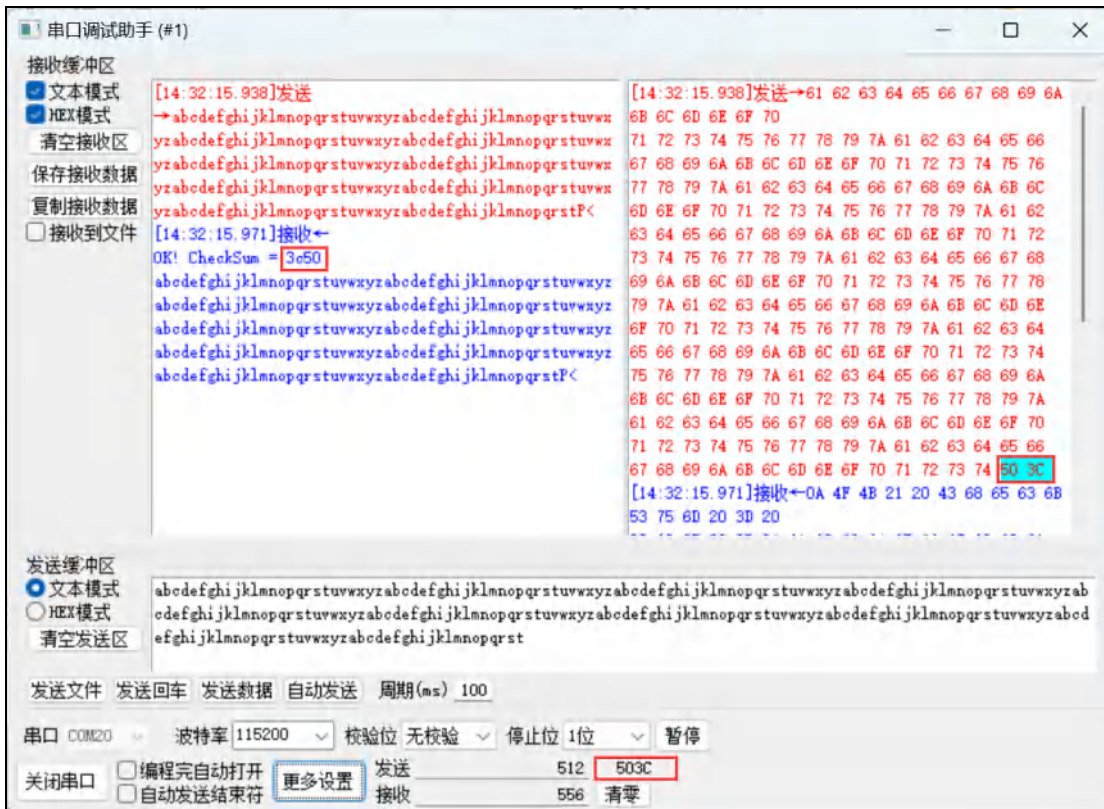 串口调试助手 (#1)
接收缓冲区
文本模式
HEX模式
清空接收区
保存接收数据
复制接收数据
接收到文件
[14:32:15.938]发送
→abcdefghijklmnopqrstuvwxyzabcdefghijklmnopqrstuvwx
yzabcdefghijklmnopqrstuvwxyzabcdefghijklmnopqrstuvwx
yzabcdefghijklmnopqrstuvwxyzabcdefghijklmnopqrstuvwx
yzabcdefghijklmnopqrstuvwxyzabcdefghijklmnopqrstuvwx
yzabcdefghijklmnopqrstuvwxyzabcdefghijklmnopqrstP<
[14:32:15.971]接收←
OK! CheckSum = 3c50
abcdefghijklmnopqrstuvwxyzabcdefghijklmnopqrstuvwxyz
abcdefghijklmnopqrstuvwxyzabcdefghijklmnopqrstuvwxyz
abcdefghijklmnopqrstuvwxyzabcdefghijklmnopqrstuvwxyz
abcdefghijklmnopqrstuvwxyzabcdefghijklmnopqrstuvwxyz
abcdefghijklmnopqrstuvwxyzabcdefghijklmnopqrstP<
[14:32:15.938]发送→61 62 63 64 65 66 67 68 69 6A
6B 6C 6D 6E 6F 70
71 72 73 74 75 76 77 78 79 7A 61 62 63 64 65 66
67 68 69 6A 6B 6C 6D 6E 6F 70 71 72 73 74 75 76
77 78 79 7A 61 62 63 64 65 66 67 68 69 6A 6B 6C
6D 6E 6F 70 71 72 73 74 75 76 77 78 79 7A 61 62
63 64 65 66 67 68 69 6A 6B 6C 6D 6E 6F 70 71 72
73 74 75 76 77 78 79 7A 61 62 63 64 65 66 67 68
69 6A 6B 6C 6D 6E 6F 70 71 72 73 74 75 76 77 78
79 7A 61 62 63 64 65 66 67 68 69 6A 6B 6C 6D 6E
6F 70 71 72 73 74 75 76 77 78 79 7A 61 62 63 64
65 66 67 68 69 6A 6B 6C 6D 6E 6F 70 71 72 73 74
75 76 77 78 79 7A 61 62 63 64 65 66 67 68 69 6A
6B 6C 6D 6E 6F 70 71 72 73 74 75 76 77 78 79 7A
61 62 63 64 65 66 67 68 69 6A 6B 6C 6D 6E 6F 70
71 72 73 74 75 76 77 78 79 7A 61 62 63 64 65 66
67 68 69 6A 6B 6C 6D 6E 6F 70 71 72 73 74 50 3C
[14:32:15.971]接收←0A 4F 4B 21 20 43 68 65 63 6B
53 75 6D 20 3D 20
发送缓冲区
文本模式
HEX模式
清空发送区
abcdefghijklmnopqrstuvwxyzabcdefghijklmnopqrstuvwxyzabcdefghijklmnopqrstuvwxyzabcdefghijklmnopqrstuvwxyzab
cdefghijklmnopqrstuvwxyzabcdefghijklmnopqrstuvwxyzabcdefghijklmnopqrstuvwxyzabcdefghijklmnopqrstuvwxyzabcd
efghijklmnopqrstuvwxyzabcdefghijklmnopqrst
发送文件 发送回车 发送数据 自动发送 周期(ms) 100
串口 COM20 波特率 115200 校验位 无校验 停止位 1位 暂停
关闭串口 编程完自动打开 更多设置 发送 512 503C
自动发送结束符 接收 556 清零